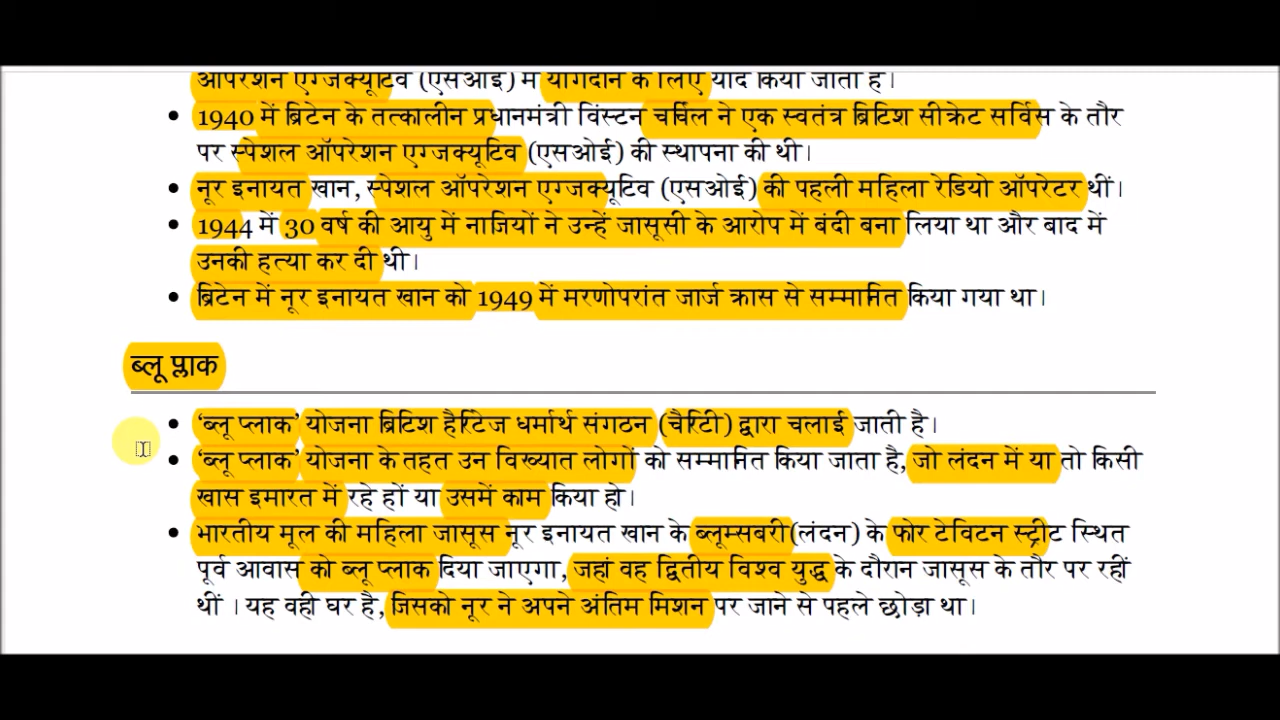 ऑपरेशन एग्जिक्यूटिव (एसओई) में योगदान के लिए याद किया जाता है।
• 1940 में ब्रिटेन के तत्कालीन प्रधानमंत्री विंस्टन चर्चिल ने एक स्वतंत्र ब्रिटिश सीक्रेट सर्विस के तौर
पर स्पेशल ऑपरेशन एग्जक्यूटिव (एसओई) की स्थापना की थी।
• नूर इनायत खान, स्पेशल ऑपरेशन एग्जक्यूटिव (एसओई) की पहली महिला रेडियो ऑपरेटर थीं।
• 1944 में 30 वर्ष की आयु में नाजियों ने उन्हें जासूसी के आरोप में बंदी बना लिया था और बाद में
उनकी हत्या कर दी थी।
• ब्रिटेन में नूर इनायत खान को 1949 में मरणोपरांत जार्ज क्रास से सम्मानित किया गया था।
ब्लू प्लाक
• ‘ब्लू प्लाक’ योजना ब्रिटिश हैरिटेज धर्मार्थ संगठन (चैरिटी) द्वारा चलाई जाती है।
• ‘ब्लू प्लाक’ योजना के तहत उन विख्यात लोगों को सम्मानित किया जाता है, जो लंदन में या तो किसी
खास इमारत में रहे हों या उसमें काम किया हो।
• भारतीय मूल की महिला जासूस नूर इनायत खान के ब्लूम्सबरी(लंदन) के फोर टेविटन स्ट्रीट स्थित
पूर्व आवास को ब्लू प्लाक दिया जाएगा, जहां वह द्वितीय विश्व युद्ध के दौरान जासूस के तौर पर रहीं
थीं । यह वही घर है, जिसको नूर ने अपने अंतिम मिशन पर जाने से पहले छोड़ा था।